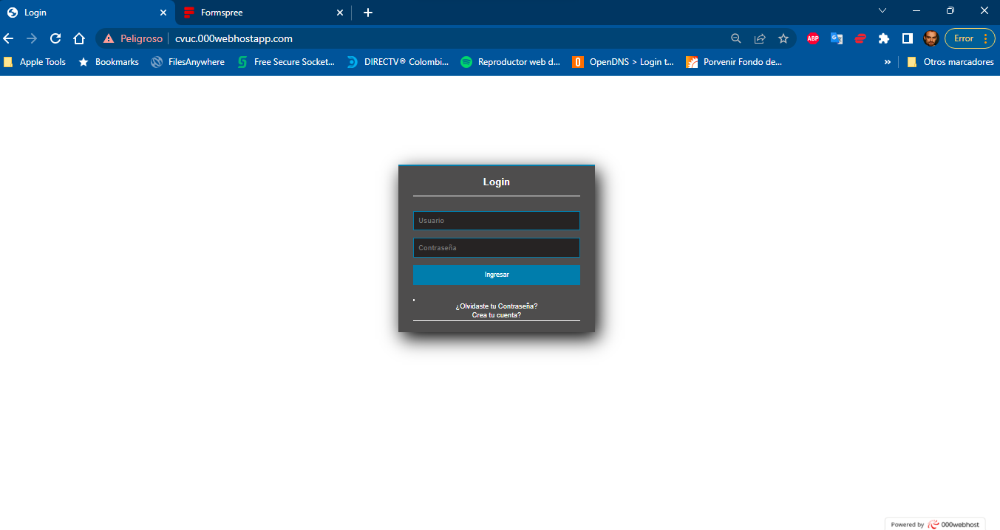 Login
Formspree
Peligroso
cvuc.000webhostapp.com
ABP
Error
Apple Tools
Bookmarks
FilesAnywhere
Free Secure Socket...
DIRECTV® Colombi...
Reproductor web d...
OpenDNS > Login t...
Porvenir Fondo de...
»
Otros marcadores
Login
Usuario
Contraseña
Ingresar
¿Olvidaste tu Contraseña?
Crea tu cuenta?
Powered by 000webhost